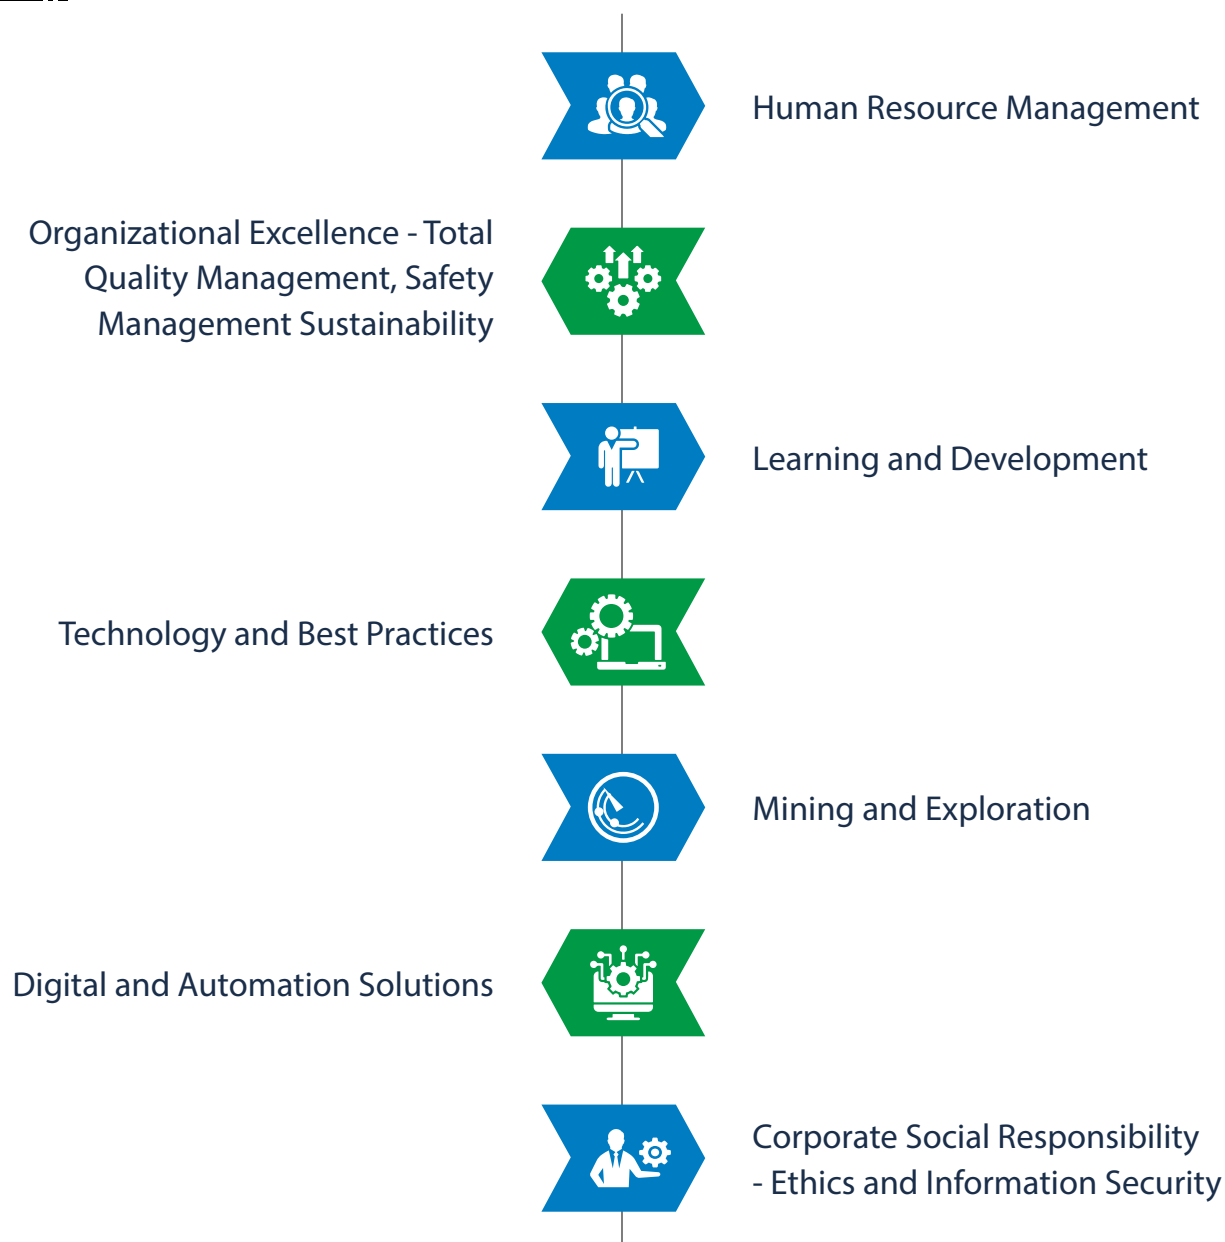 Human Resource Management
Organizational Excellence - Total
Quality Management, Safety
Management Sustainability
Learning and Development
Technology and Best Practices
Mining and Exploration
Digital and Automation Solutions
Corporate Social Responsibility
- Ethics and Information Security